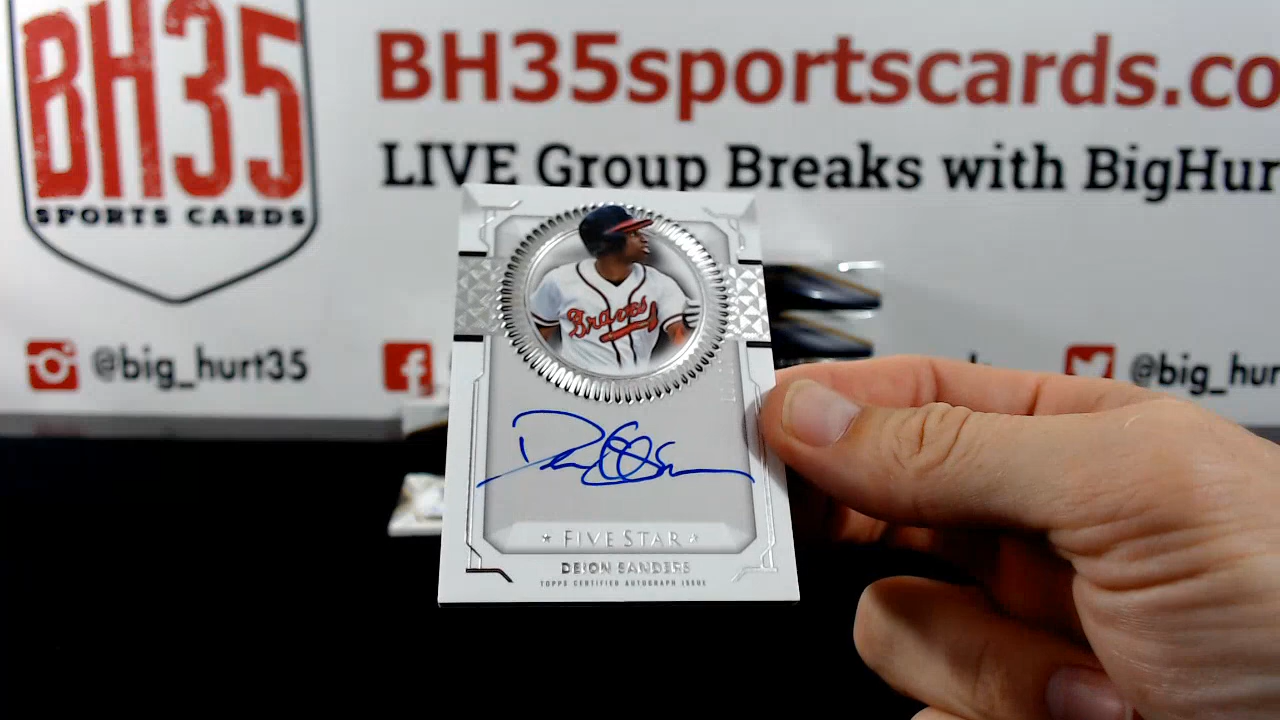 BH35
SPORTS CARDS
BH35sportscards.co
LIVE Group Breaks with BigHur
@big_hurt35
@big_hur
Braves
FIVE STAR
DEION SANDERS
TOPPS CERTIFIED AUTOGRAPH ISSUE